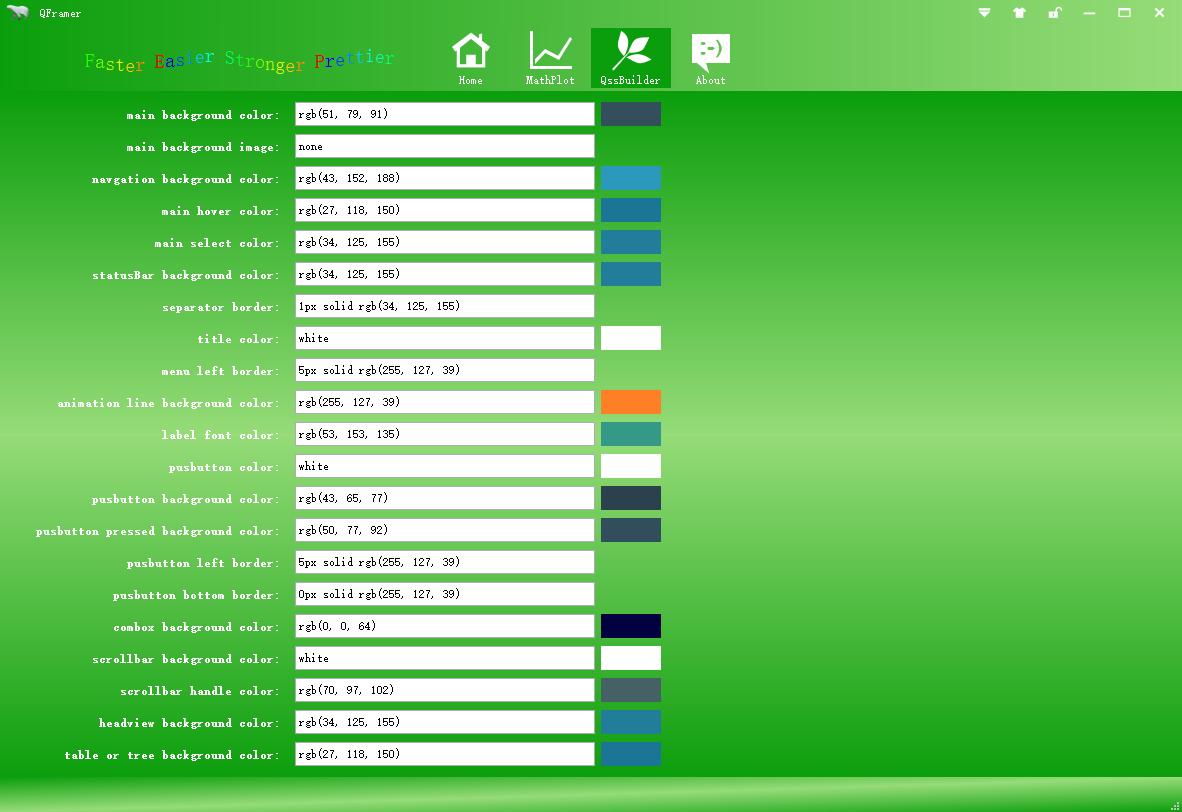 QFramer
Faster Easier Stronger Prettier
Home
MathPlot
QssBuilder
:-)
About
main background color: rgb(51, 79, 91)
main background image: none
navgation background color: rgb(43, 152, 188)
main hover color: rgb(27, 118, 150)
main select color: rgb(34, 125, 155)
statusBar background color: rgb(34, 125, 155)
separator border: 1px solid rgb(34, 125, 155)
title color: white
menu left border: 5px solid rgb(255, 127, 39)
animation line background color: rgb(255, 127, 39)
label font color: rgb(53, 153, 135)
pusbutton color: white
pusbutton background color: rgb(43, 65, 77)
pusbutton pressed background color: rgb(50, 77, 92)
pusbutton left border: 5px solid rgb(255, 127, 39)
pusbutton bottom border: 0px solid rgb(255, 127, 39)
combox background color: rgb(0, 0, 64)
scrollbar background color: white
scrollbar handle color: rgb(70, 97, 102)
headview background color: rgb(34, 125, 155)
table or tree background color: rgb(27, 118, 150)